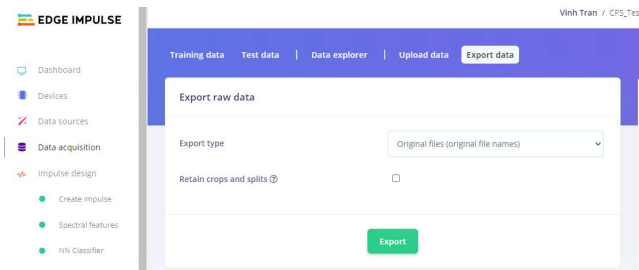 EDGE IMPULSE
Vinh Tran / CPS_Tes
Dashboard
Devices
Data sources
Data acquisition
Impulse design
Create impulse
Spectral features
NN Classifier
Training data Test data | Data explorer | Upload data Export data
Export raw data
Export type Original files (original file names)
Retain crops and splits ?
Export